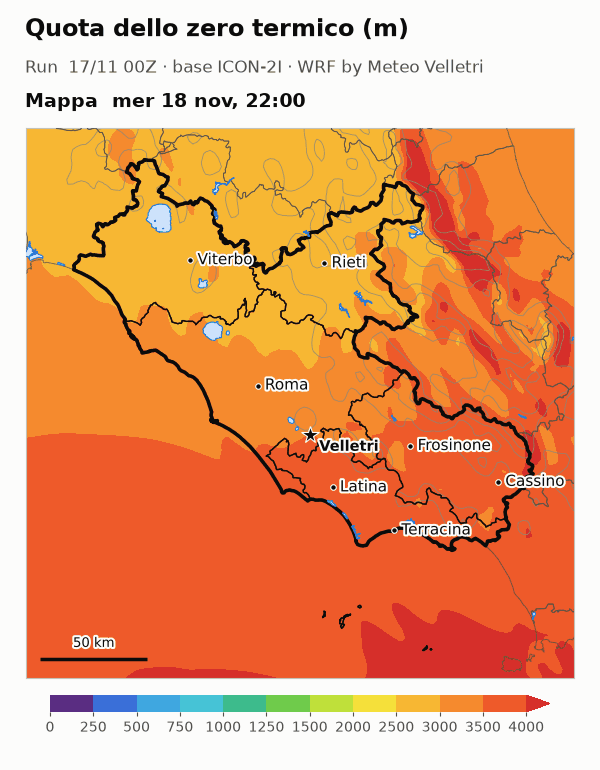 Quota dello zero termico (m)
Run 17/11 00Z · base ICON-2I · WRF by Meteo Velletri
Mappa mer 18 nov, 22:00
Viterbo
Rieti
Roma
Velletri
Frosinone
Latina
Cassino
Terracina
50 km
0 250 500 750 1000 1250 1500 2000 2500 3000 3500 4000